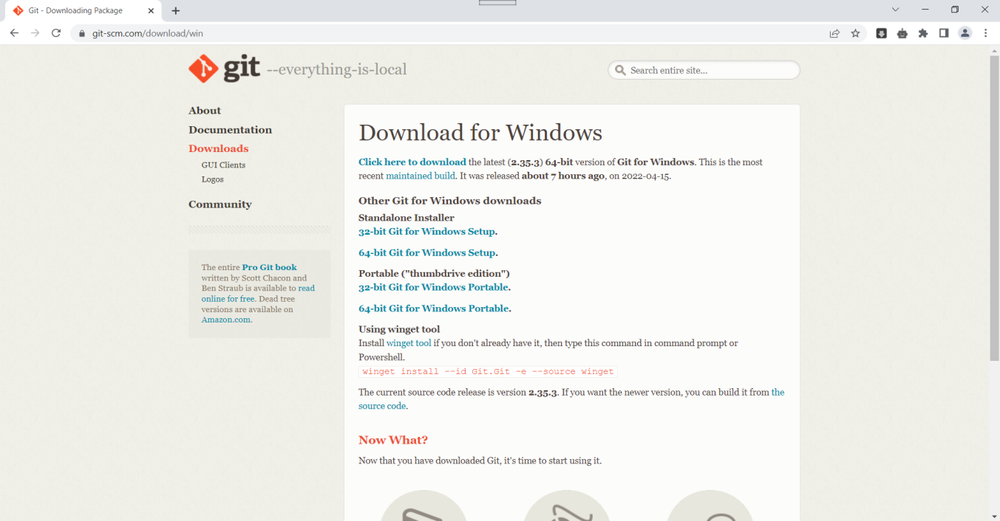 Git - Downloading Package
git-scm.com/download/win
git --everything-is-local
Search entire site...
About
Documentation
Downloads
GUI Clients
Logos
Community
The entire Pro Git book
written by Scott Chacon and
Ben Straub is available to read
online for free. Dead tree
versions are available on
Amazon.com.
Download for Windows
Click here to download the latest (2.35.3) 64-bit version of Git for Windows. This is the most
recent maintained build. It was released about 7 hours ago, on 2022-04-15.
Other Git for Windows downloads
Standalone Installer
32-bit Git for Windows Setup.
64-bit Git for Windows Setup.
Portable ("thumbdrive edition")
32-bit Git for Windows Portable.
64-bit Git for Windows Portable.
Using winget tool
Install winget tool if you don't already have it, then type this command in command prompt or
Powershell.
winget install --id Git.Git -e --source winget
The current source code release is version 2.35.3. If you want the newer version, you can build it from the
source code.
Now What?
Now that you have downloaded Git, it's time to start using it.